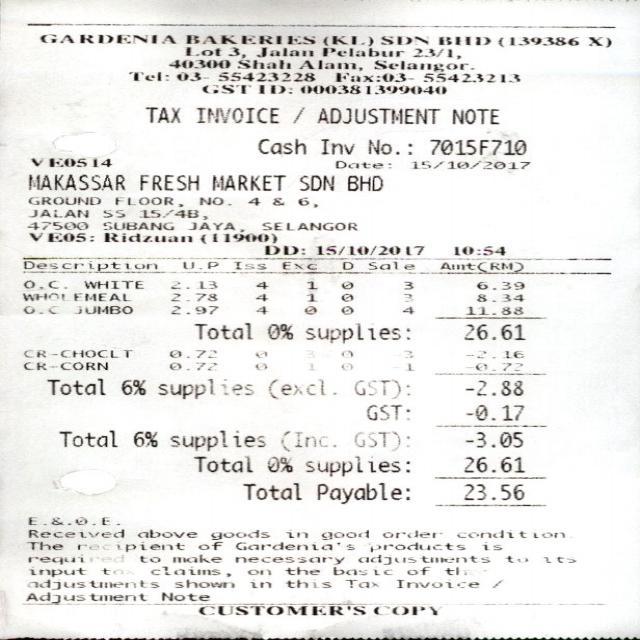 GARDENIA BAKERIES (KL) SDN BHD (139386 X)
Lot 3, Jalan Pelabur 23/1,
40300 Shah Alam, Selangor.
Tel: 03- 55423228 Fax:03- 55423213
GST ID: 000381399040
TAX INVOICE / ADJUSTMENT NOTE
Cash Inv No.: 7015F710
VE0514 Date: 15/10/2017
MAKASSAR FRESH MARKET SDN BHD
GROUND FLOOR, NO. 4 & 6,
JALAN SS 15/4B,
47500 SUBANG JAYA, SELANGOR
VE05: Ridzuan (11900)
DD: 15/10/2017 10:54
Description U.P Iss Exc D Sale Amt(RM)
O.C. WHITE 2.13 4 1 0 3 6.39
WHOLEMEAL 2.78 4 1 0 3 8.34
O.C JUMBO 2.97 4 0 0 4 11.88
Total 0% supplies: 26.61
CR-CHOCLT 0.72 0 3 0 -3 -2.16
CR-CORN 0.72 0 1 0 -1 -0.72
Total 6% supplies (excl. GST): -2.88
GST: -0.17
Total 6% supplies (Inc. GST): -3.05
Total 0% supplies: 26.61
Total Payable: 23.56
E.&.O.E.
Received above goods in good order condition.
The recipient of Gardenia's products is
required to make necessary adjustments to its
input tax claims, on the basis of the
adjustments shown in this Tax Invoice /
Adjustment Note
CUSTOMER'S COPY